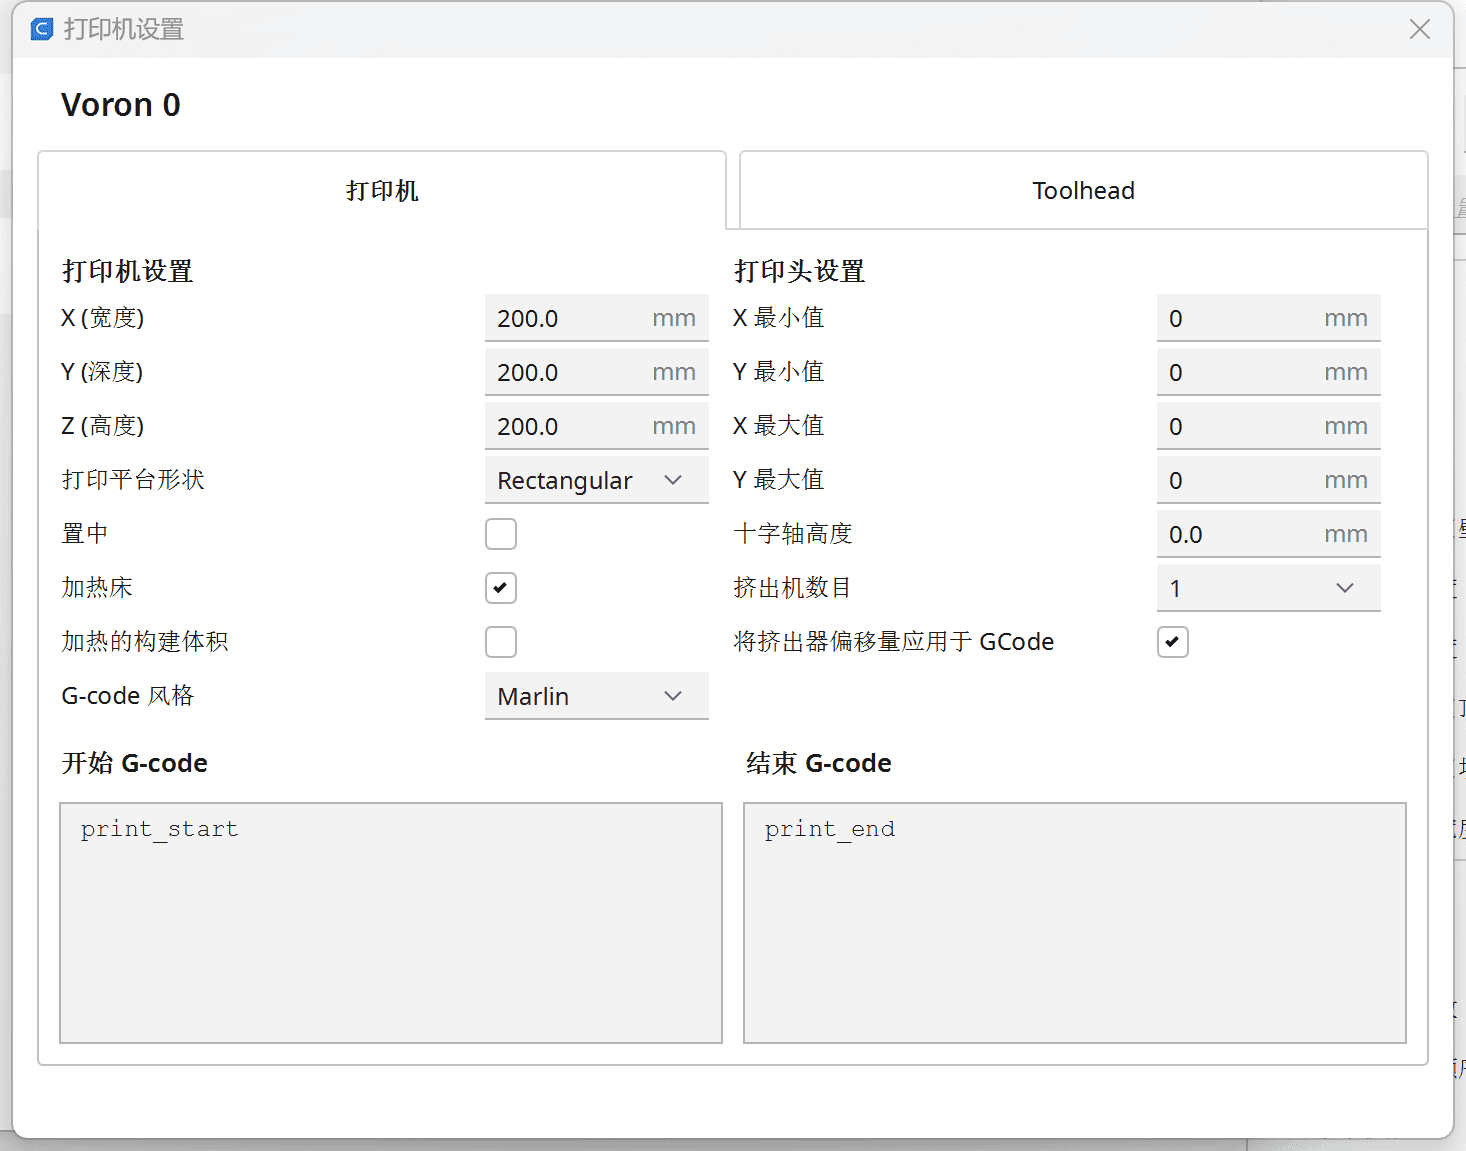 打印机设置
Voron 0
打印机
Toolhead
打印机设置
X (宽度) 200.0 mm
Y (深度) 200.0 mm
Z (高度) 200.0 mm
打印平台形状 Rectangular
置中
加热床
加热的构建体积
G-code 风格 Marlin
打印头设置
X 最小值 0 mm
Y 最小值 0 mm
X 最大值 0 mm
Y 最大值 0 mm
十字轴高度 0.0 mm
挤出机数目 1
将挤出器偏移量应用于 GCode
开始 G-code
print_start
结束 G-code
print_end